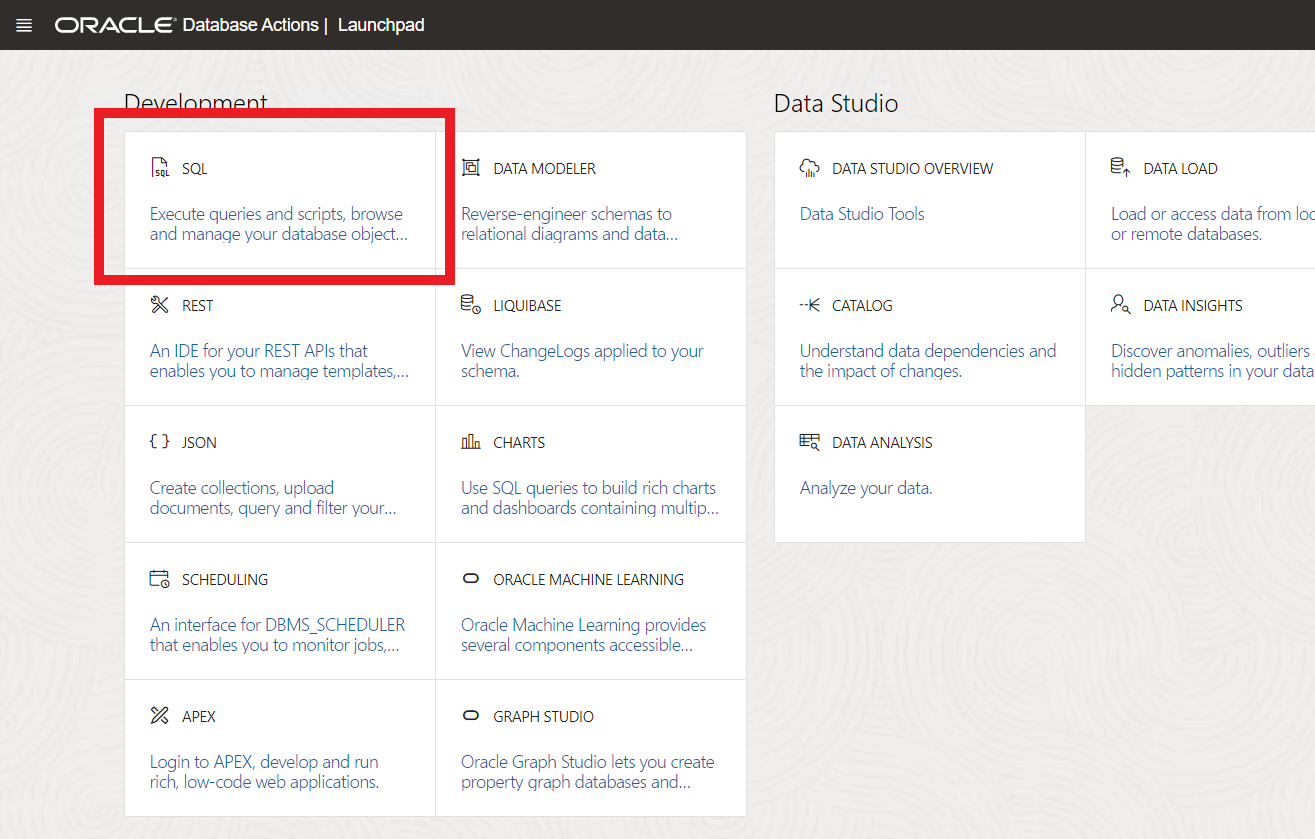 ORACLE® Database Actions | Launchpad
Development
SQL
SQL
Execute queries and scripts, browse
and manage your database object...
DATA MODELER
Reverse-engineer schemas to
relational diagrams and data...
REST
An IDE for your REST APIs that
enables you to manage templates,...
LIQUIBASE
View ChangeLogs applied to your
schema.
{ } JSON
Create collections, upload
documents, query and filter your...
CHARTS
Use SQL queries to build rich charts
and dashboards containing multip...
SCHEDULING
An interface for DBMS_SCHEDULER
that enables you to monitor jobs,...
ORACLE MACHINE LEARNING
Oracle Machine Learning provides
several components accessible...
APEX
Login to APEX, develop and run
rich, low-code web applications.
GRAPH STUDIO
Oracle Graph Studio lets you create
property graph databases and...
Data Studio
DATA STUDIO OVERVIEW
Data Studio Tools
DATA LOAD
Load or access data from loc
or remote databases.
CATALOG
Understand data dependencies and
the impact of changes.
DATA INSIGHTS
Discover anomalies, outliers
hidden patterns in your data
DATA ANALYSIS
Analyze your data.